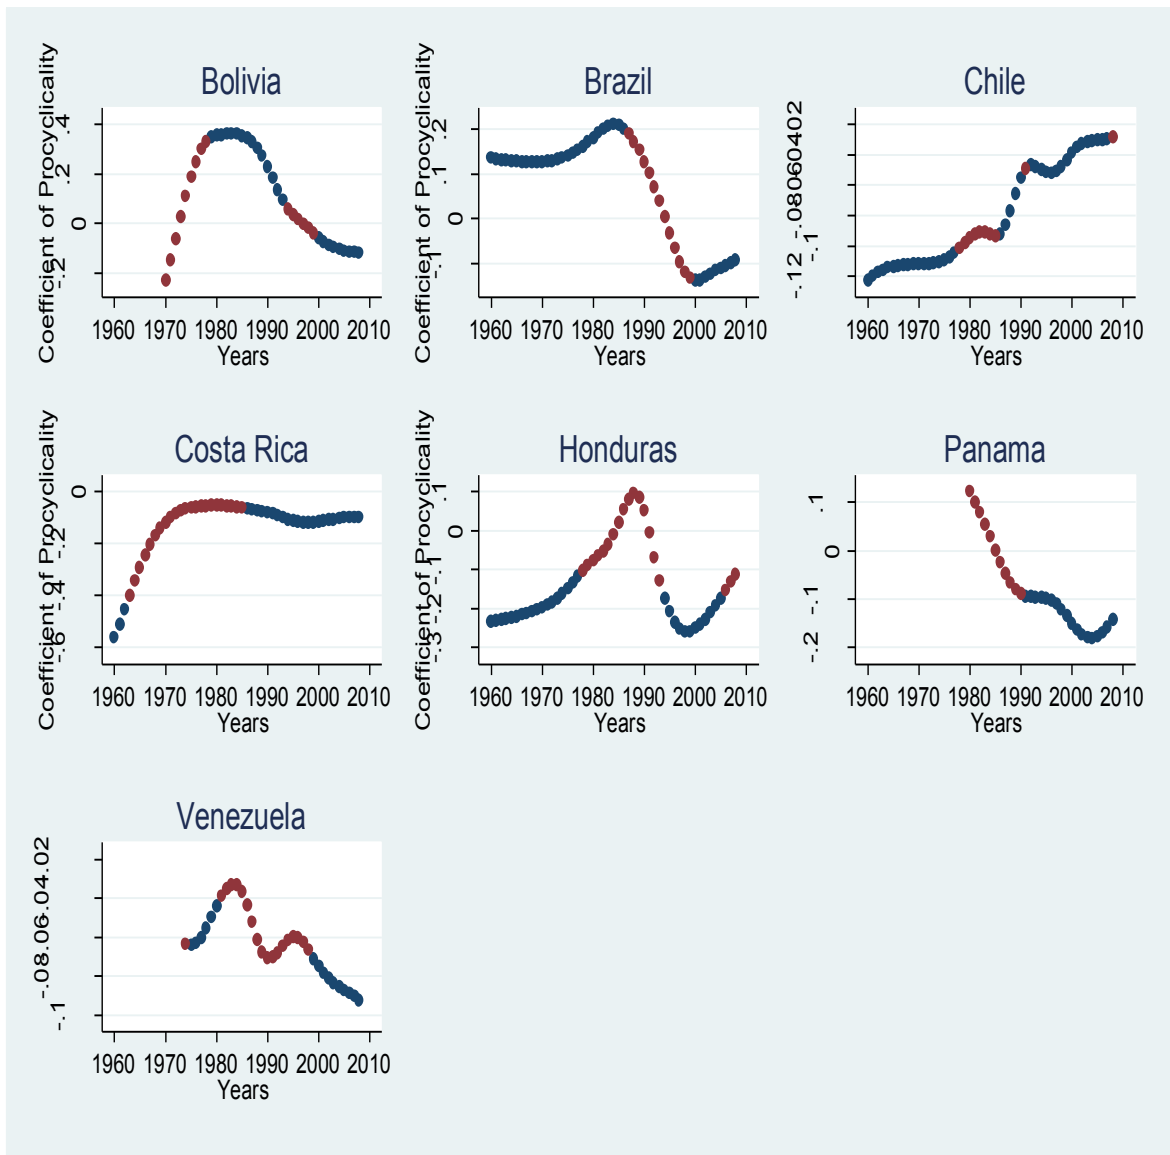 Bolivia
Coefficient of Procyclicality
-.2 0 .2 .4
1960 1970 1980 1990 2000 2010
Years
Brazil
Coefficient of Procyclicality
-.1 0 .1 .2
1960 1970 1980 1990 2000 2010
Years
Chile
-.12 -.1 -.08 -.06 -.04 -.02
1960 1970 1980 1990 2000 2010
Years
Costa Rica
Coefficient of Procyclicality
-.6 -.4 -.2 0
1960 1970 1980 1990 2000 2010
Years
Honduras
Coefficient of Procyclicality
-.3 -.2 -.1 0 .1
1960 1970 1980 1990 2000 2010
Years
Panama
-.2 -.1 0 .1
1960 1970 1980 1990 2000 2010
Years
Venezuela
-.1 -.08 -.06 -.04 -.02
1960 1970 1980 1990 2000 2010
Years